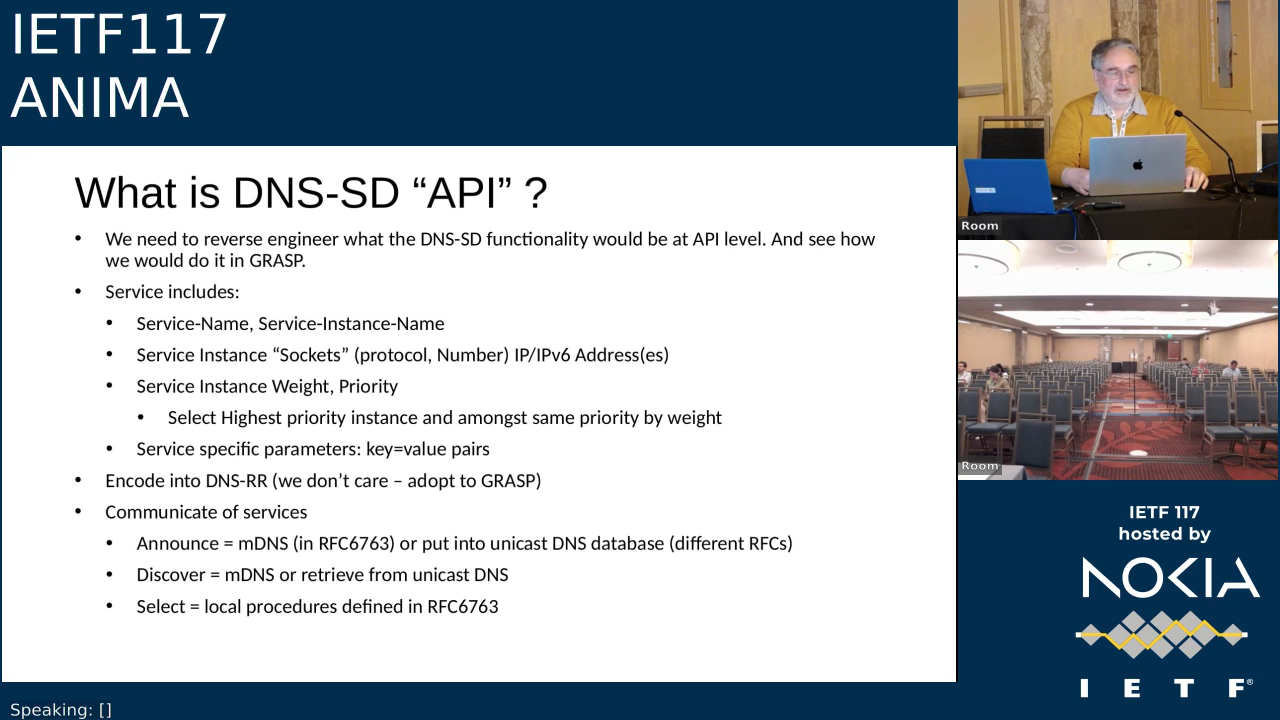 IETF117
ANIMA
What is DNS-SD “API” ?
• We need to reverse engineer what the DNS-SD functionality would be at API level. And see how
we would do it in GRASP.
• Service includes:
• Service-Name, Service-Instance-Name
• Service Instance “Sockets” (protocol, Number) IP/IPv6 Address(es)
• Service Instance Weight, Priority
• Select Highest priority instance and amongst same priority by weight
• Service specific parameters: key=value pairs
• Encode into DNS-RR (we don’t care – adopt to GRASP)
• Communicate of services
• Announce = mDNS (in RFC6763) or put into unicast DNS database (different RFCs)
• Discover = mDNS or retrieve from unicast DNS
• Select = local procedures defined in RFC6763
Room
Room
IETF 117
hosted by
NOKIA
I E T F®
Speaking: []